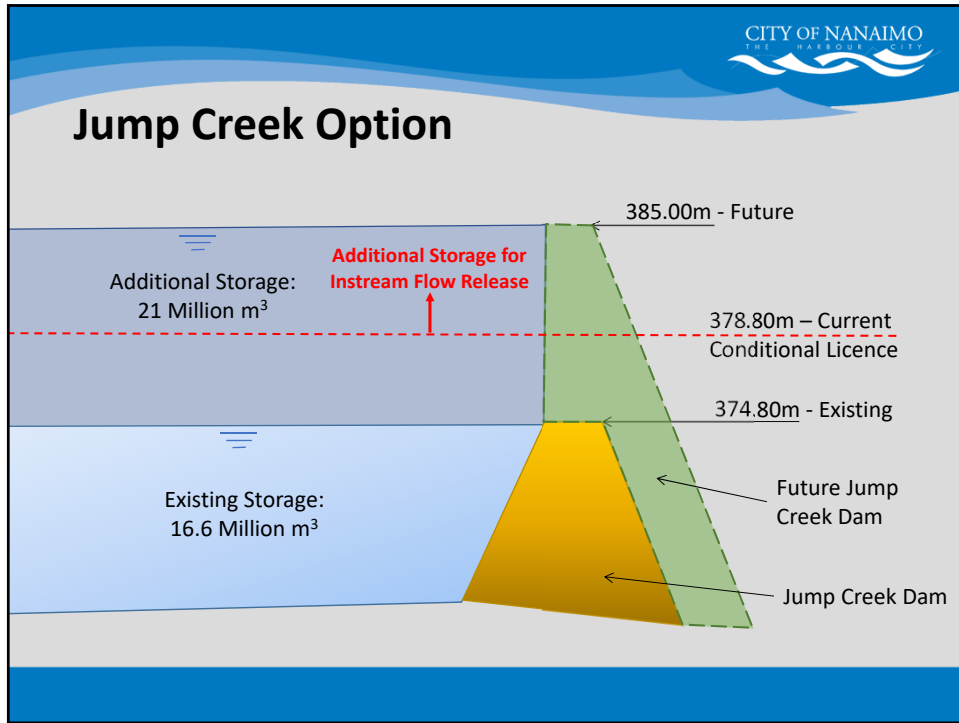 CITY OF NANAIMO
THE HARBOUR CITY
Jump Creek Option
385.00m - Future
Additional Storage for
Instream Flow Release
Additional Storage:
21 Million m³
378.80m – Current
Conditional Licence
374.80m - Existing
Existing Storage:
16.6 Million m³
Future Jump
Creek Dam
Jump Creek Dam